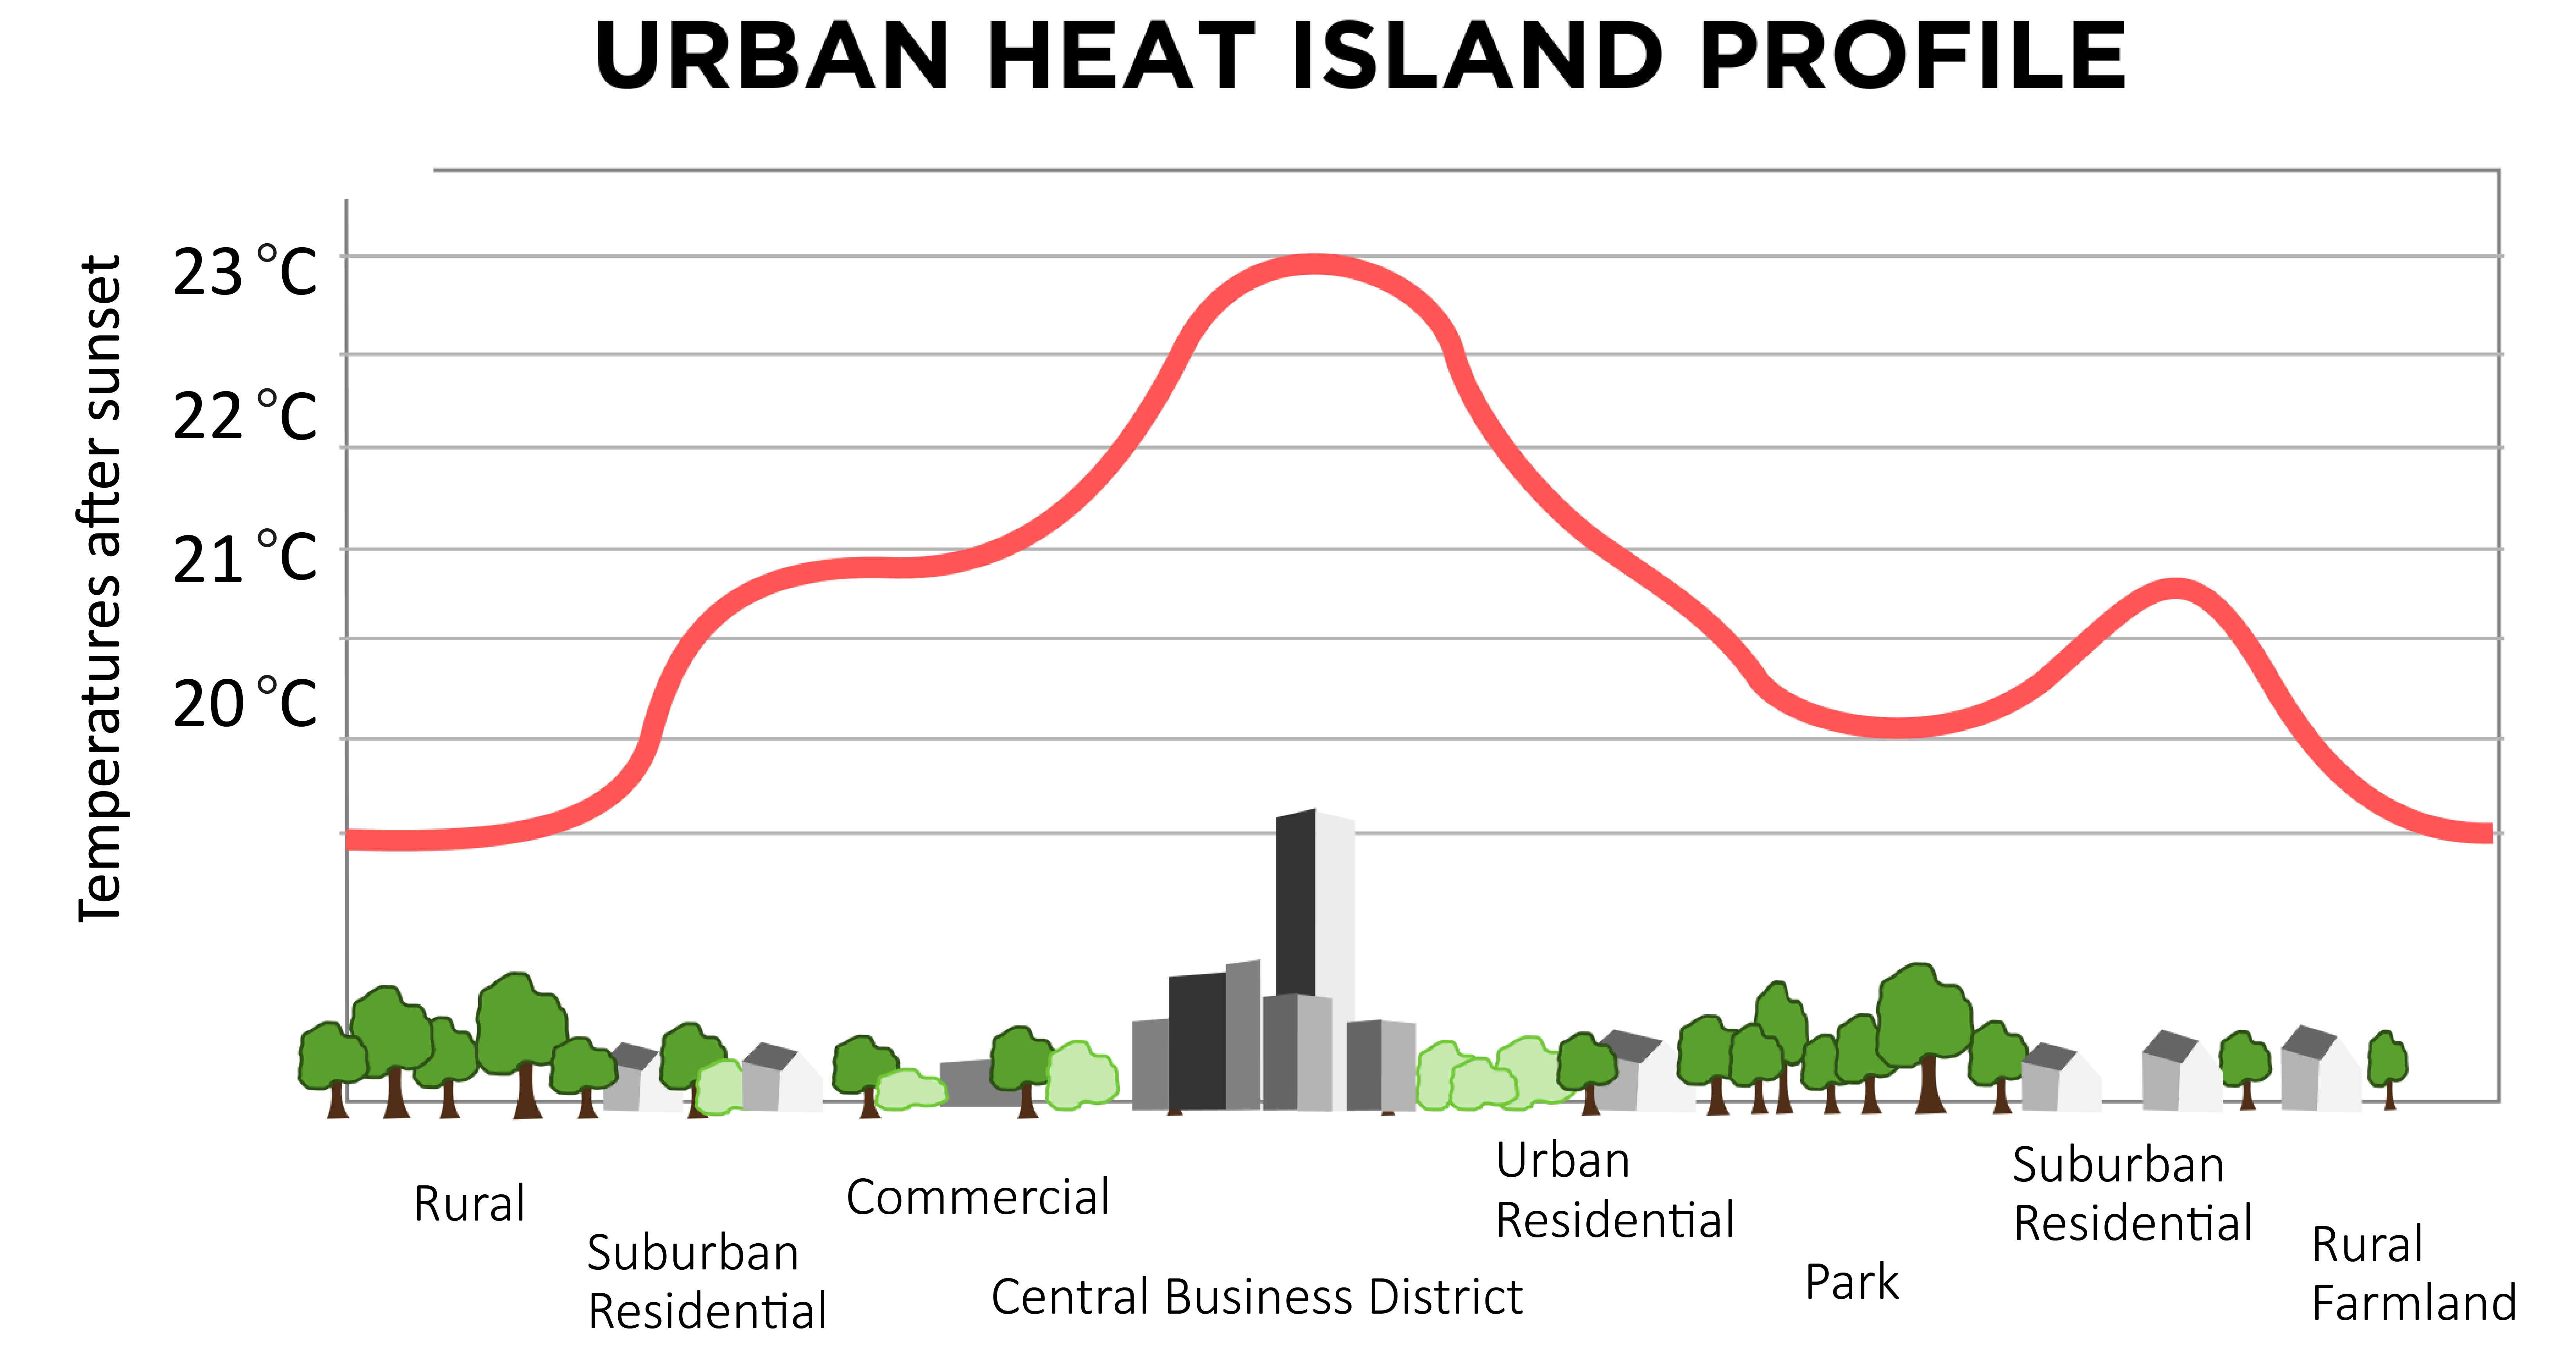 URBAN HEAT ISLAND PROFILE
Temperatures after sunset
23 °C
22 °C
21 °C
20 °C
Rural
Suburban
Residential
Commercial
Central Business District
Urban
Residential
Park
Suburban
Residential
Rural
Farmland